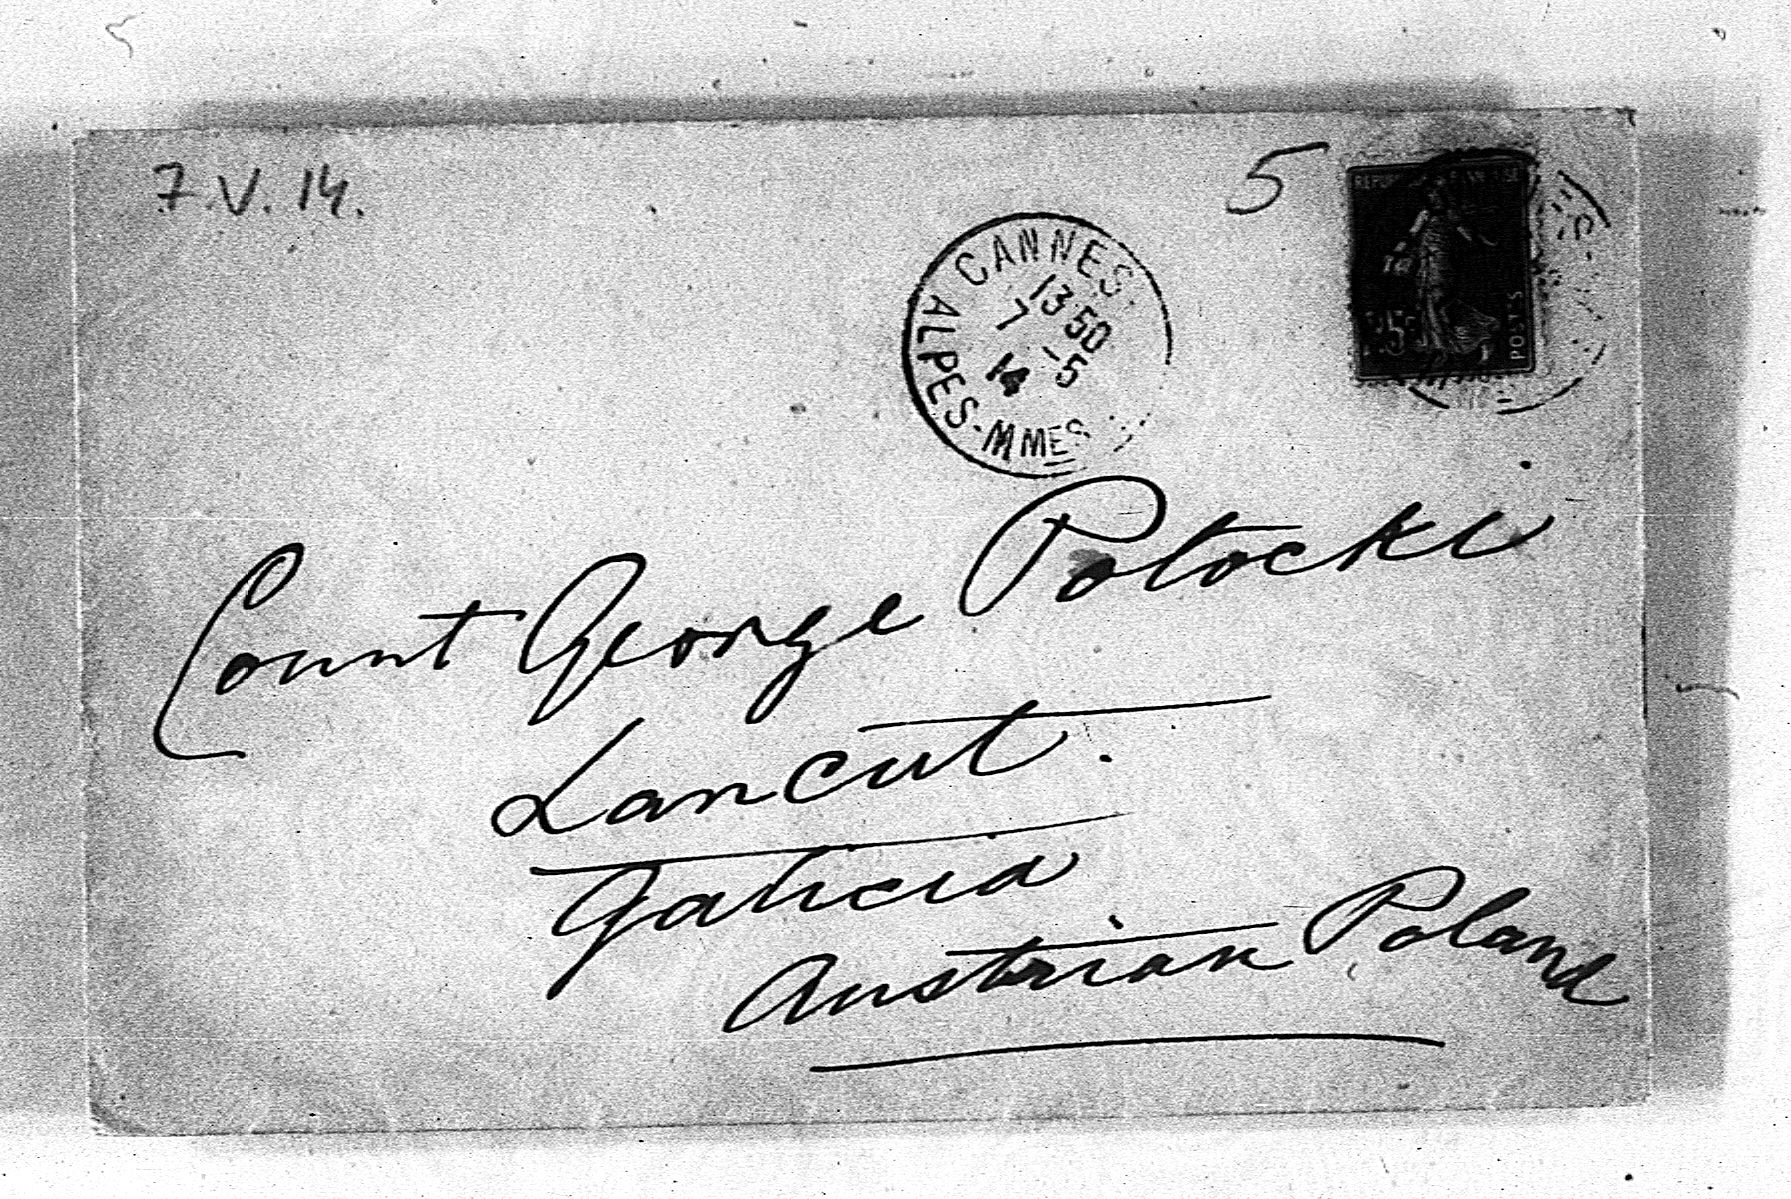 7.V.14.
5
CANNES
13 50
7 -5
14
ALPES-MMES
POSTES
Count George Potocki
Lancut.
Galicia
Austrian Poland